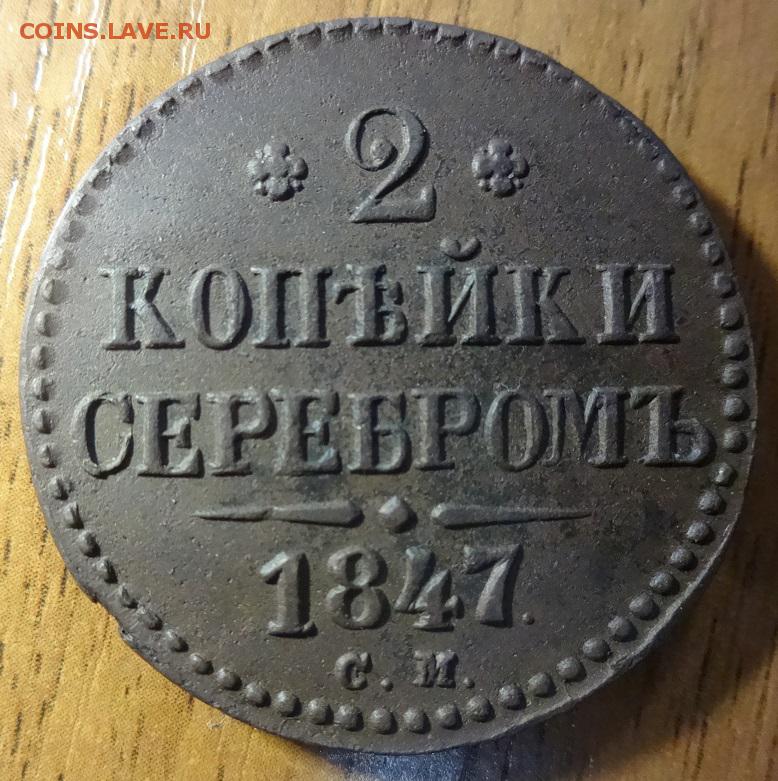 COINS.LAVE.RU
2
КОПѢЙКИ
СЕРЕБРОМЪ
1847.
С. М.